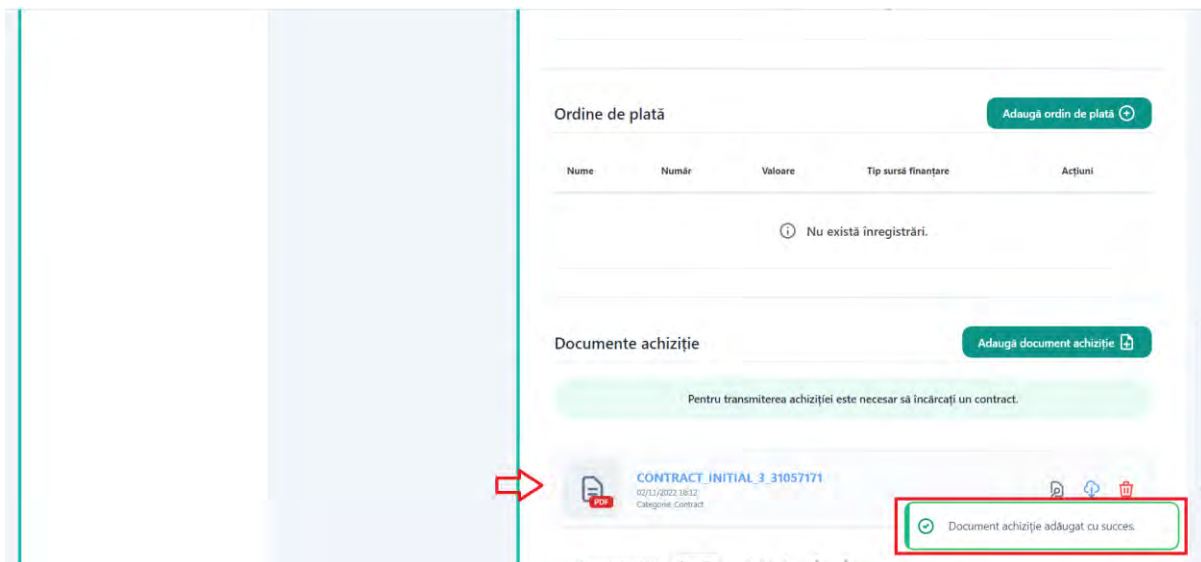 Ordine de plată
Adaugă ordin de plată
Nume Număr Valoare Tip sursă finanțare Acțiuni
Nu există înregistrări.
Documente achiziție
Adaugă document achiziție
Pentru transmiterea achiziției este necesar să încărcați un contract.
CONTRACT_INITIAL_3_31057171
02/11/2022 18:12
Categorie: Contract
PDF
Document achiziție adăugat cu succes.